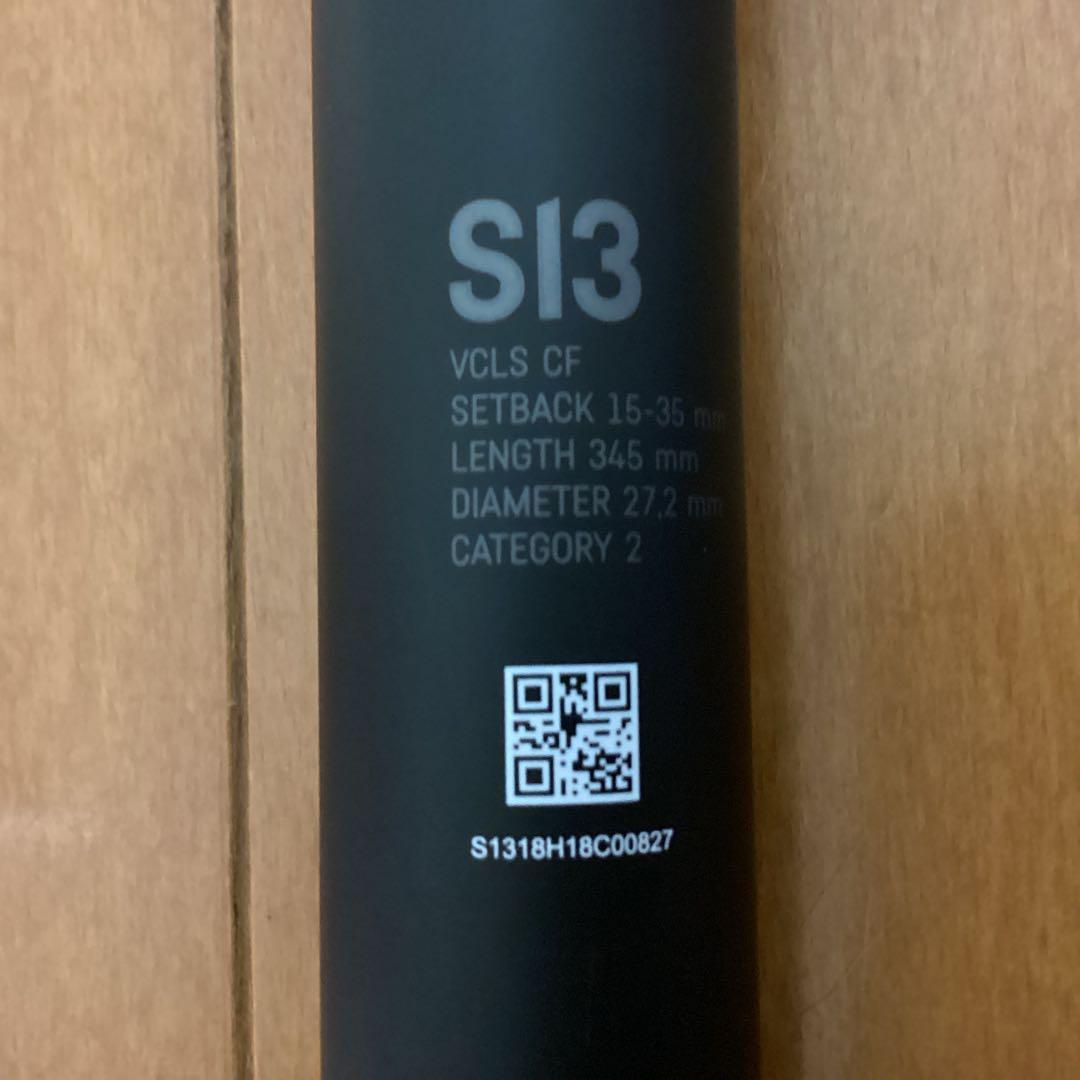 S13
VCLS CF
SETBACK 15-35 mm
LENGTH 345 mm
DIAMETER 27,2 mm
CATEGORY 2
S1318H18C00827